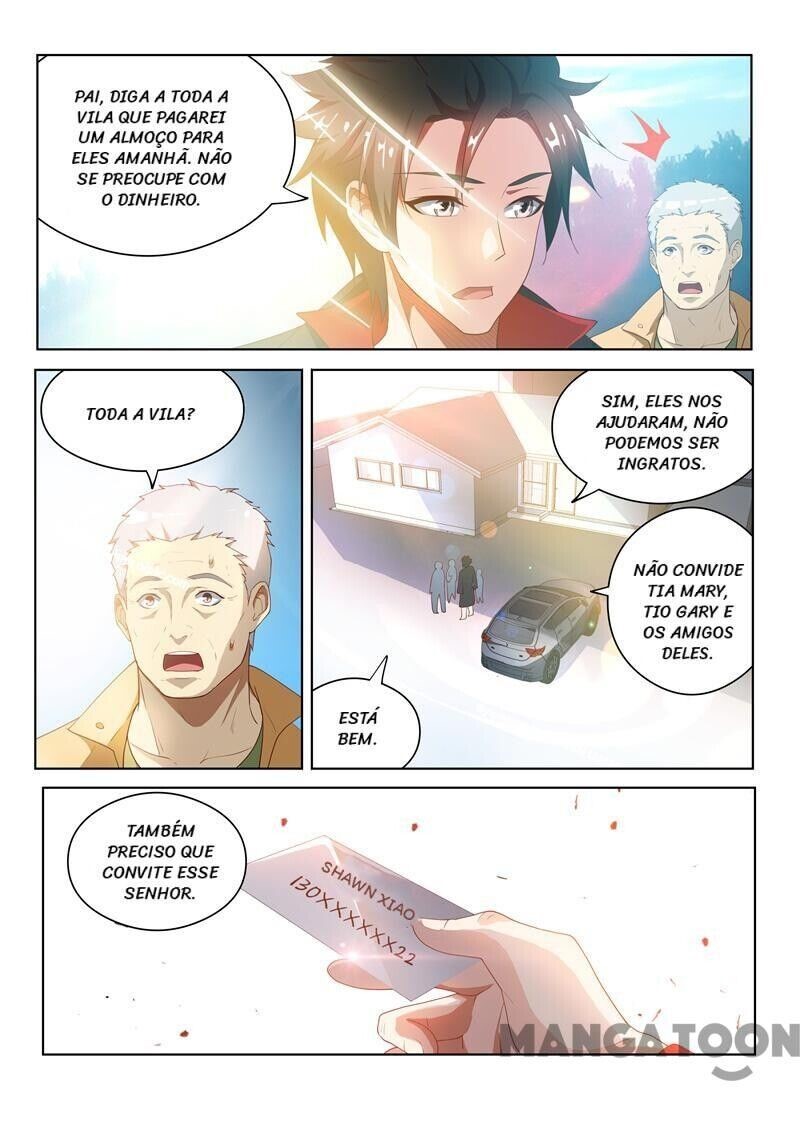 PAI, DIGA A TODA A
VILA QUE PAGAREI
UM ALMOÇO PARA
ELES AMANHÃ. NÃO
SE PREOCUPE COM
O DINHEIRO.
TODA A VILA?
SIM, ELES NOS
AJUDARAM, NÃO
PODEMOS SER
INGRATOS.
NÃO CONVIDE
TIA MARY,
TIO GARY E
OS AMIGOS
DELES.
ESTÁ
BEM.
TAMBÉM
PRECISO QUE
CONVITE ESSE
SENHOR.
SHAWN XIAO
130XXXXXX22
MANGATOON